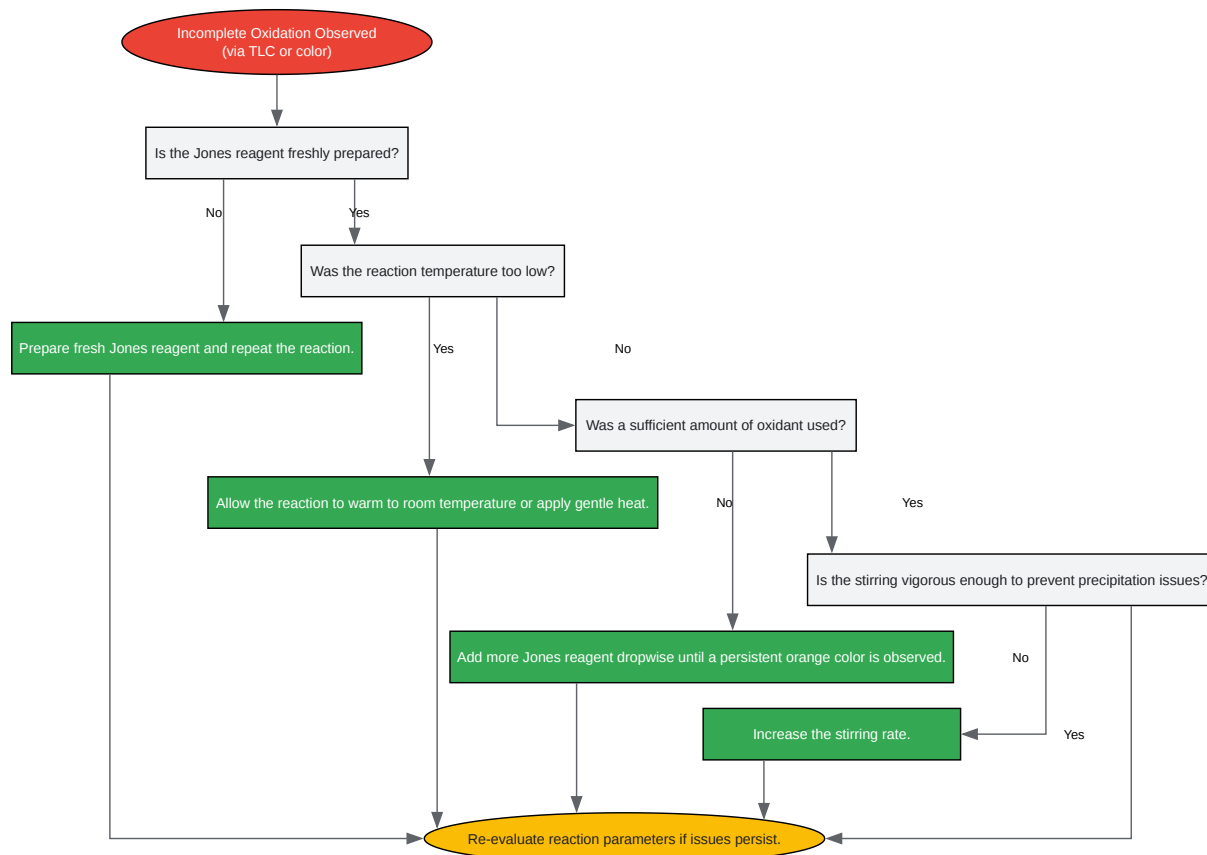 Incomplete Oxidation Observed
(via TLC or color)
Is the Jones reagent freshly prepared?
No
Yes
Was the reaction temperature too low?
Prepare fresh Jones reagent and repeat the reaction.
Yes
No
Was a sufficient amount of oxidant used?
Allow the reaction to warm to room temperature or apply gentle heat.
No
Yes
Is the stirring vigorous enough to prevent precipitation issues?
Add more Jones reagent dropwise until a persistent orange color is observed.
No
Increase the stirring rate.
Yes
Re-evaluate reaction parameters if issues persist.